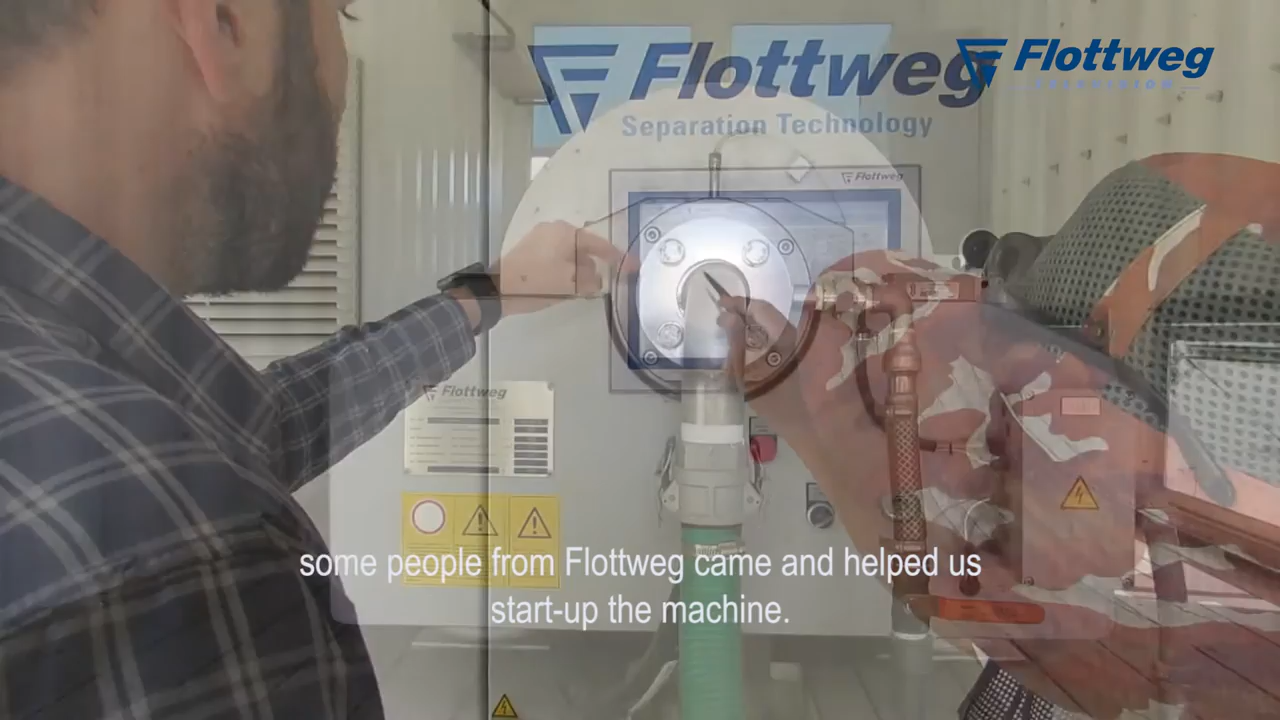 Flottweg
Flottweg
Separation Technology
Flottweg
Flottweg
some people from Flottweg came and helped us
start-up the machine.